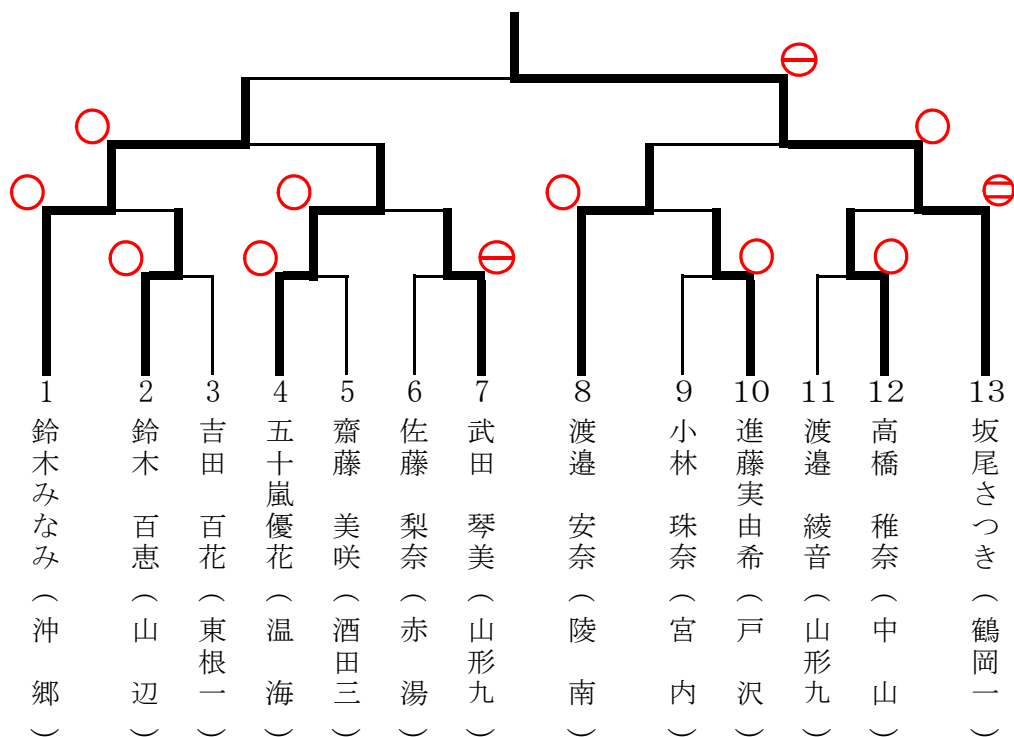 1 鈴木みなみ（沖 郷）
2 鈴木 百恵（山 辺）
3 吉田 百花（東根一）
4 五十嵐優花（温 海）
5 齋藤 美咲（酒田三）
6 佐藤 梨奈（赤 湯）
7 武田 琴美（山形九）
8 渡邉 安奈（陵 南）
9 小林 珠奈（宮 内）
10 進藤実由希（戸 沢）
11 渡邉 綾音（山形九）
12 高橋 稚奈（中 山）
13 坂尾さつき（鶴岡一）